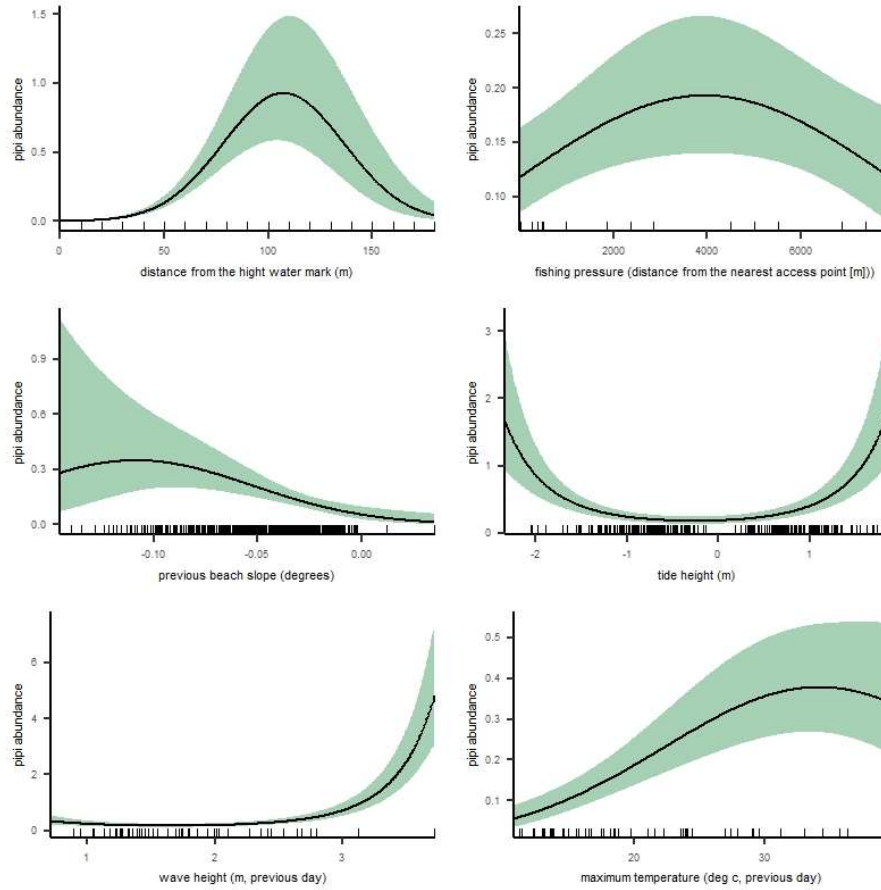 1.5
1.0
0.5
0.0
pipi abundance
0 50 100 150
distance from the hight water mark (m)
0.25
0.20
0.15
0.10
pipi abundance
2000 4000 6000
fishing pressure (distance from the nearest access point [m]))
0.9
0.6
0.3
0.0
pipi abundance
-0.10 -0.05 0.00
previous beach slope (degrees)
3
2
1
0
pipi abundance
-2 -1 0 1
tide height (m)
6
4
2
0
pipi abundance
1 2 3
wave height (m, previous day)
0.5
0.4
0.3
0.2
0.1
pipi abundance
20 30
maximum temperature (deg c, previous day)